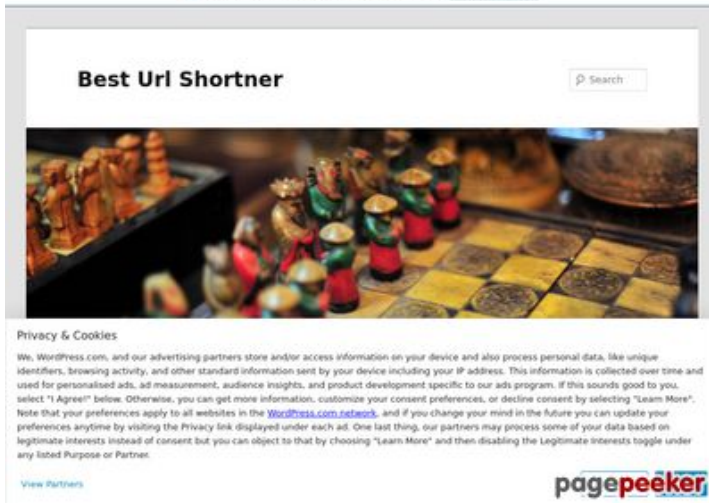 Best Url Shortner
Search
Privacy & Cookies
We, WordPress.com, and our advertising partners store and/or access information on your device and also process personal data, like unique
identifiers, browsing activity, and other standard information sent by your device including your IP address. This information is collected over time and
used for personalised ads, ad measurement, audience insights, and product development specific to our ads program. If this sounds good to you,
select "I Agree!" below. Otherwise, you can get more information, customize your consent preferences, or decline consent by selecting "Learn More".
Note that your preferences apply to all websites in the WordPress.com network, and if you change your mind in the future you can update your
preferences anytime by visiting the Privacy link displayed under each ad. One last thing, our partners may process some of your data based on
legitimate interests instead of consent but you can object to that by choosing "Learn More" and then disabling the Legitimate Interests toggle under
any listed Purpose or Partner.
View Partners
pagepeeker